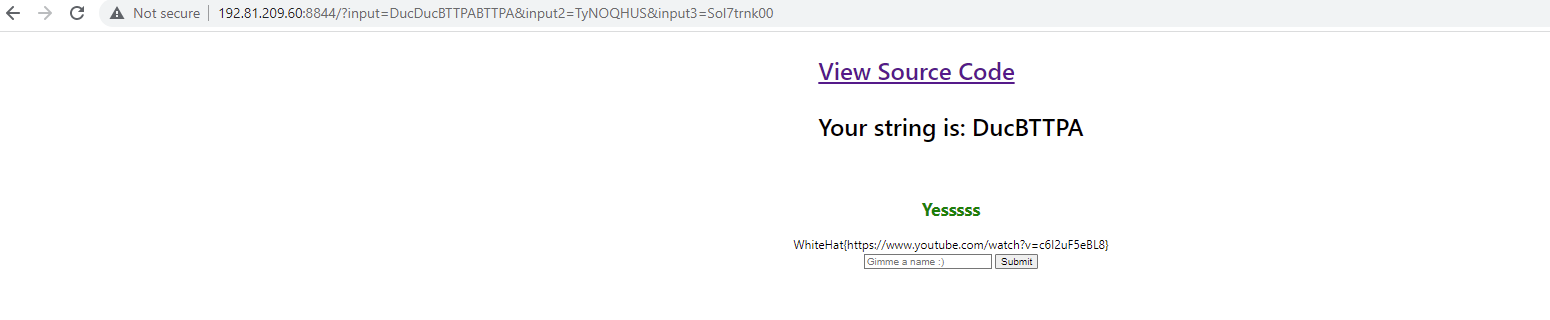 Not secure 192.81.209.60:8844/?input=DucDucBTTPABTTPA&input2=TyNOQHUS&input3=Sol7trnk00
View Source Code
Your string is: DucBTTPA
Yesssss
WhiteHat{https://www.youtube.com/watch?v=c6l2uF5eBL8}
Gimme a name :) Submit